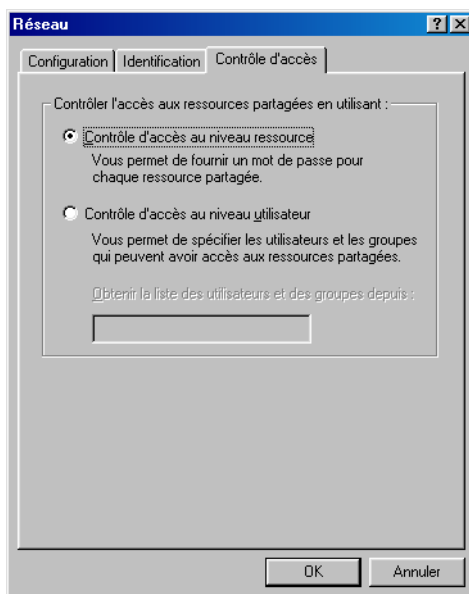 Réseau
Configuration Identification Contrôle d'accès
Contrôler l'accès aux ressources partagées en utilisant :
Contrôle d'accès au niveau ressource
Vous permet de fournir un mot de passe pour
chaque ressource partagée.
Contrôle d'accès au niveau utilisateur
Vous permet de spécifier les utilisateurs et les groupes
qui peuvent avoir accès aux ressources partagées.
Obtenir la liste des utilisateurs et des groupes depuis :
OK Annuler